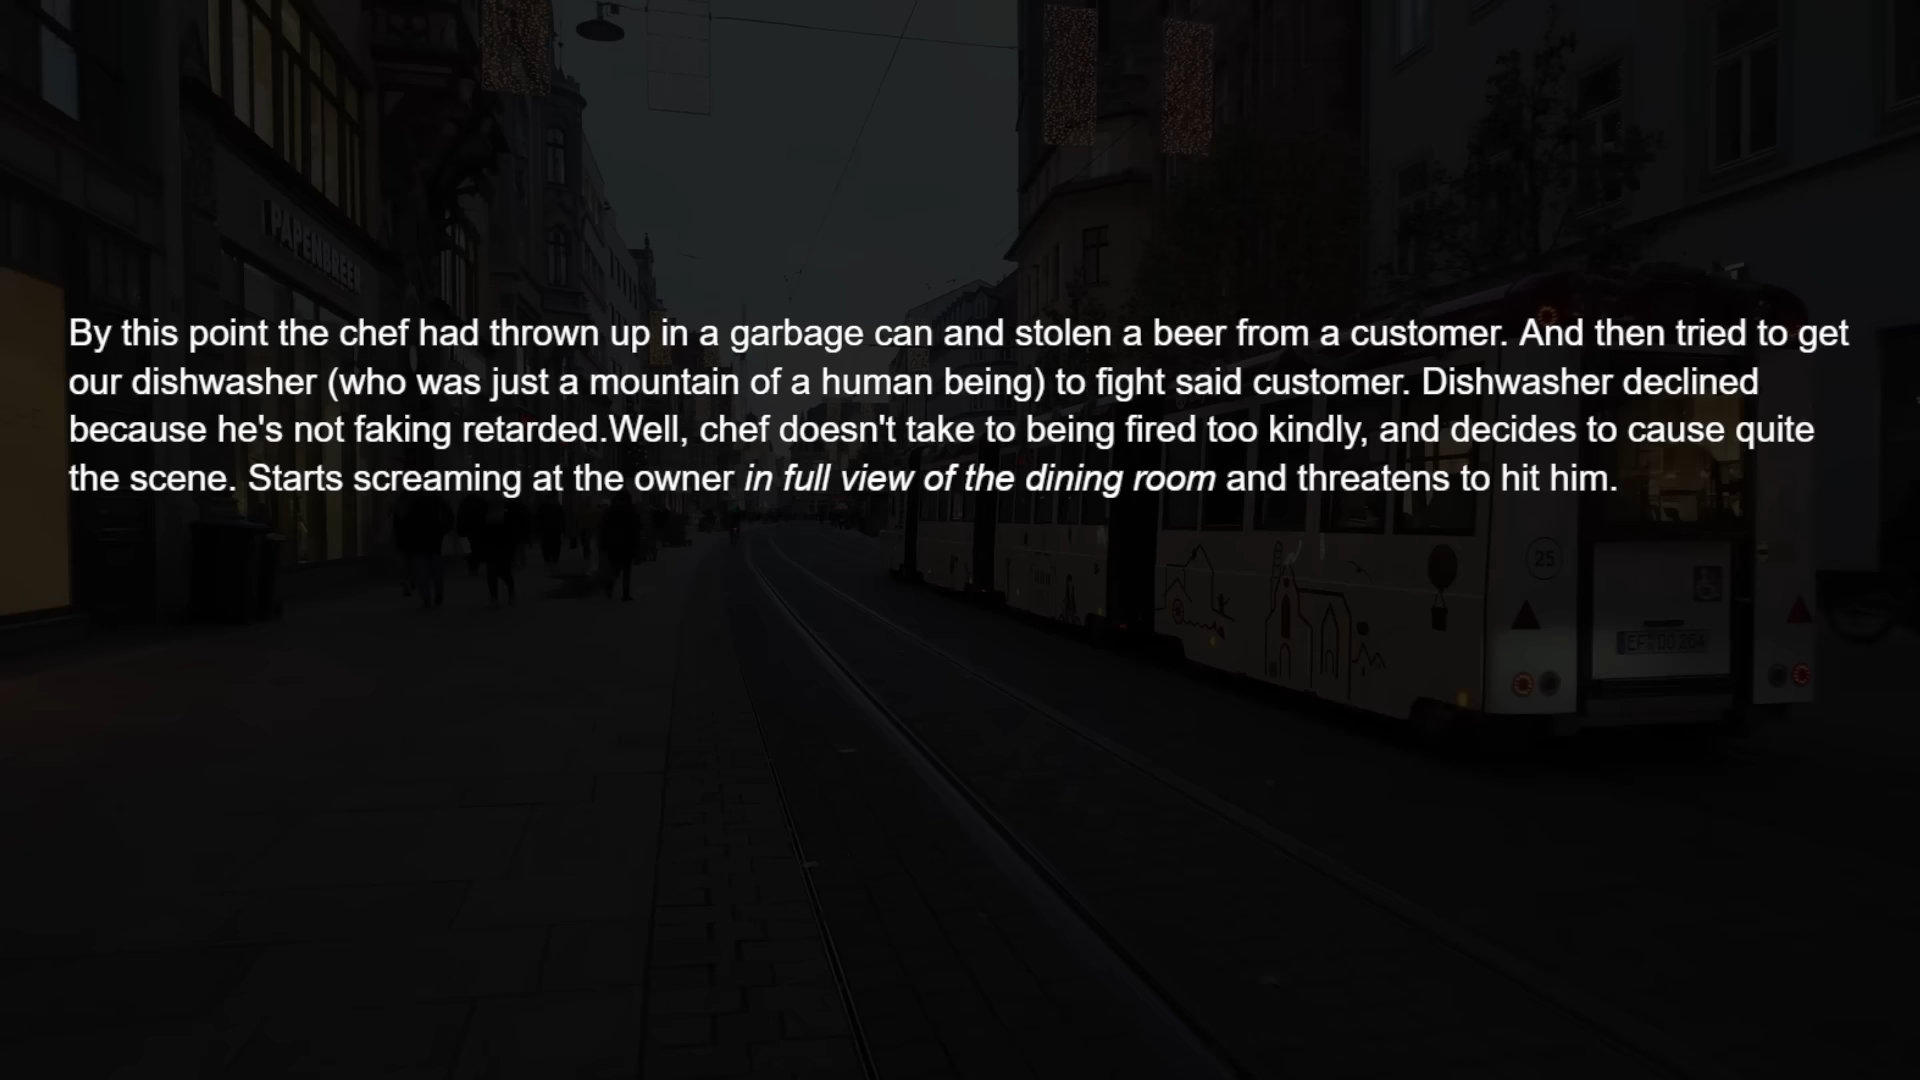 PAPENBREER
By this point the chef had thrown up in a garbage can and stolen a beer from a customer. And then tried to get
our dishwasher (who was just a mountain of a human being) to fight said customer. Dishwasher declined
because he's not faking retarded.Well, chef doesn't take to being fired too kindly, and decides to cause quite
the scene. Starts screaming at the owner in full view of the dining room and threatens to hit him.
25